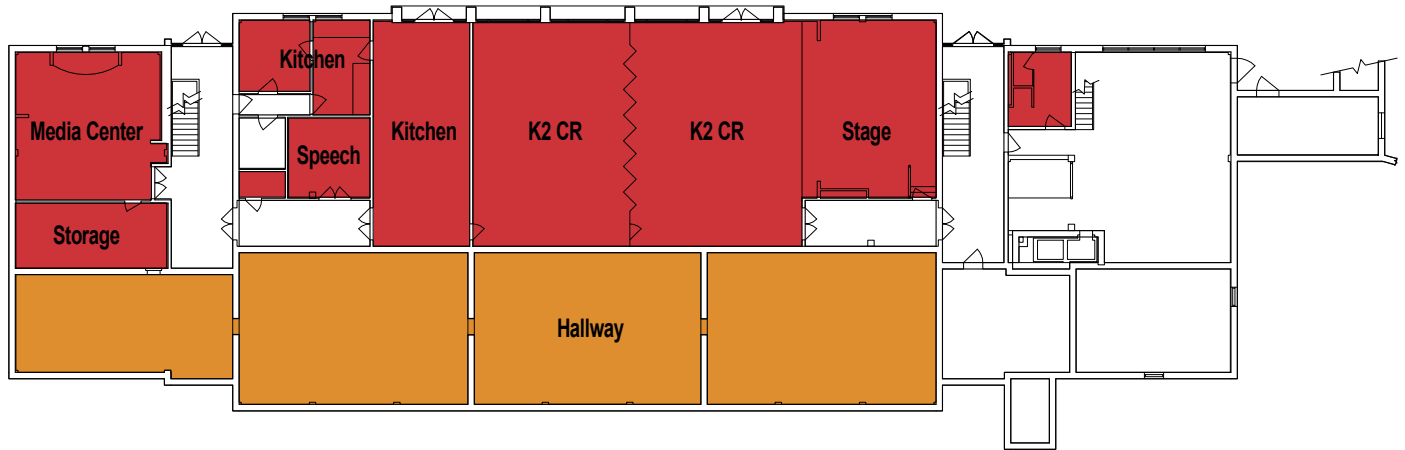 Kitchen
Media Center
Kitchen
K2 CR
K2 CR
Stage
Speech
Storage
Hallway